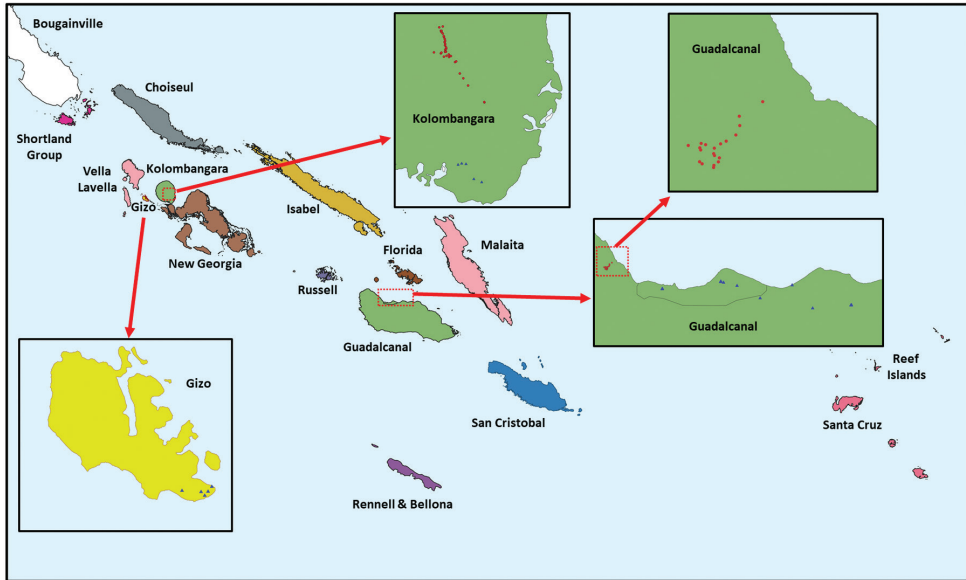 Bougainville
Choiseul
Shortland
Group
Vella
Lavella
Kolombangara
Gizo
New Georgia
Isabel
Kolombangara
Guadalcanal
Florida
Malaita
Russell
Guadalcanal
Guadalcanal
San Cristobal
Rennell & Bellona
Reef
Islands
Santa Cruz
Gizo